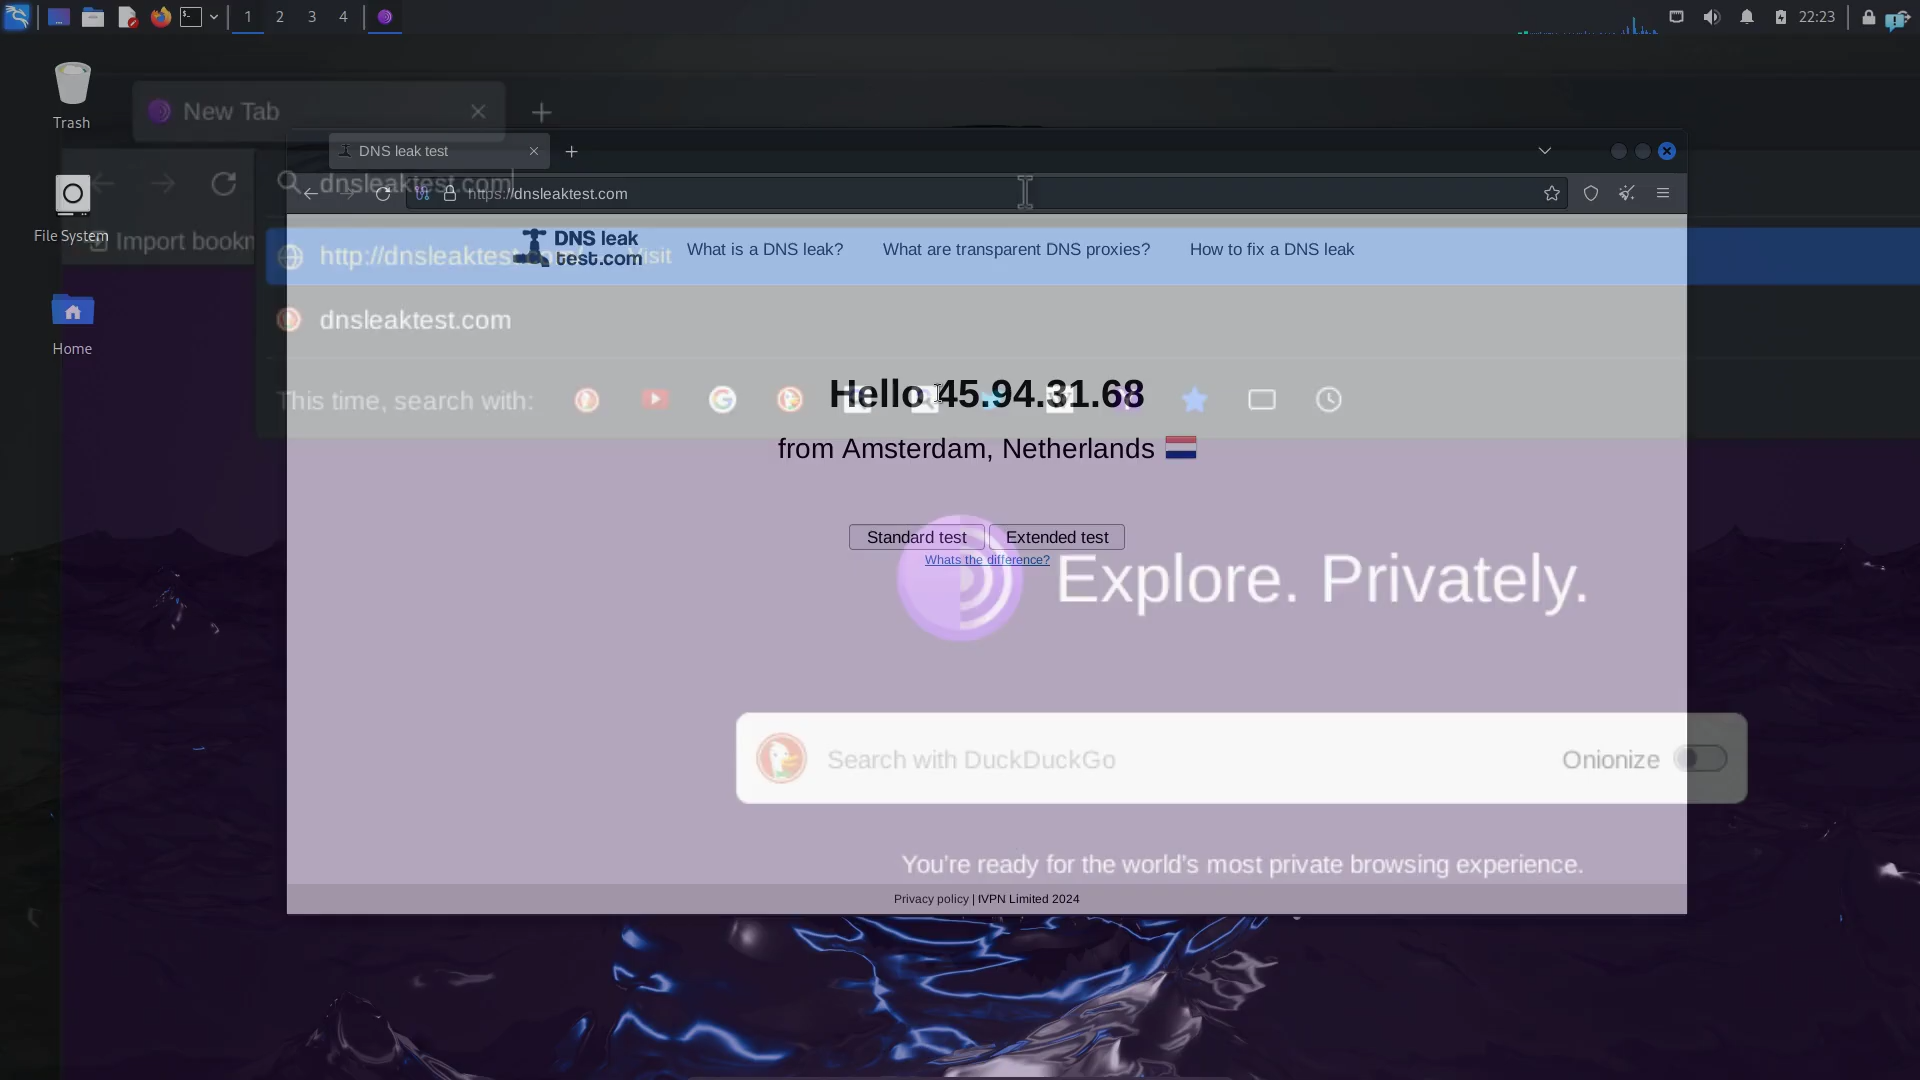 1 2 3 4
22:23
Trash
New Tab
DNS leak test
dnsleaktest.com
https://dnsleaktest.com
File System
Import bookm
http://dnsleaktest.com/ Visit
DNS leak
test.com
What is a DNS leak?
What are transparent DNS proxies?
How to fix a DNS leak
dnsleaktest.com
Home
This time, search with:
Hello 45.94.31.68
from Amsterdam, Netherlands
Standard test
Extended test
Whats the difference?
Explore. Privately.
Search with DuckDuckGo
Onionize
You’re ready for the world’s most private browsing experience.
Privacy policy | IVPN Limited 2024